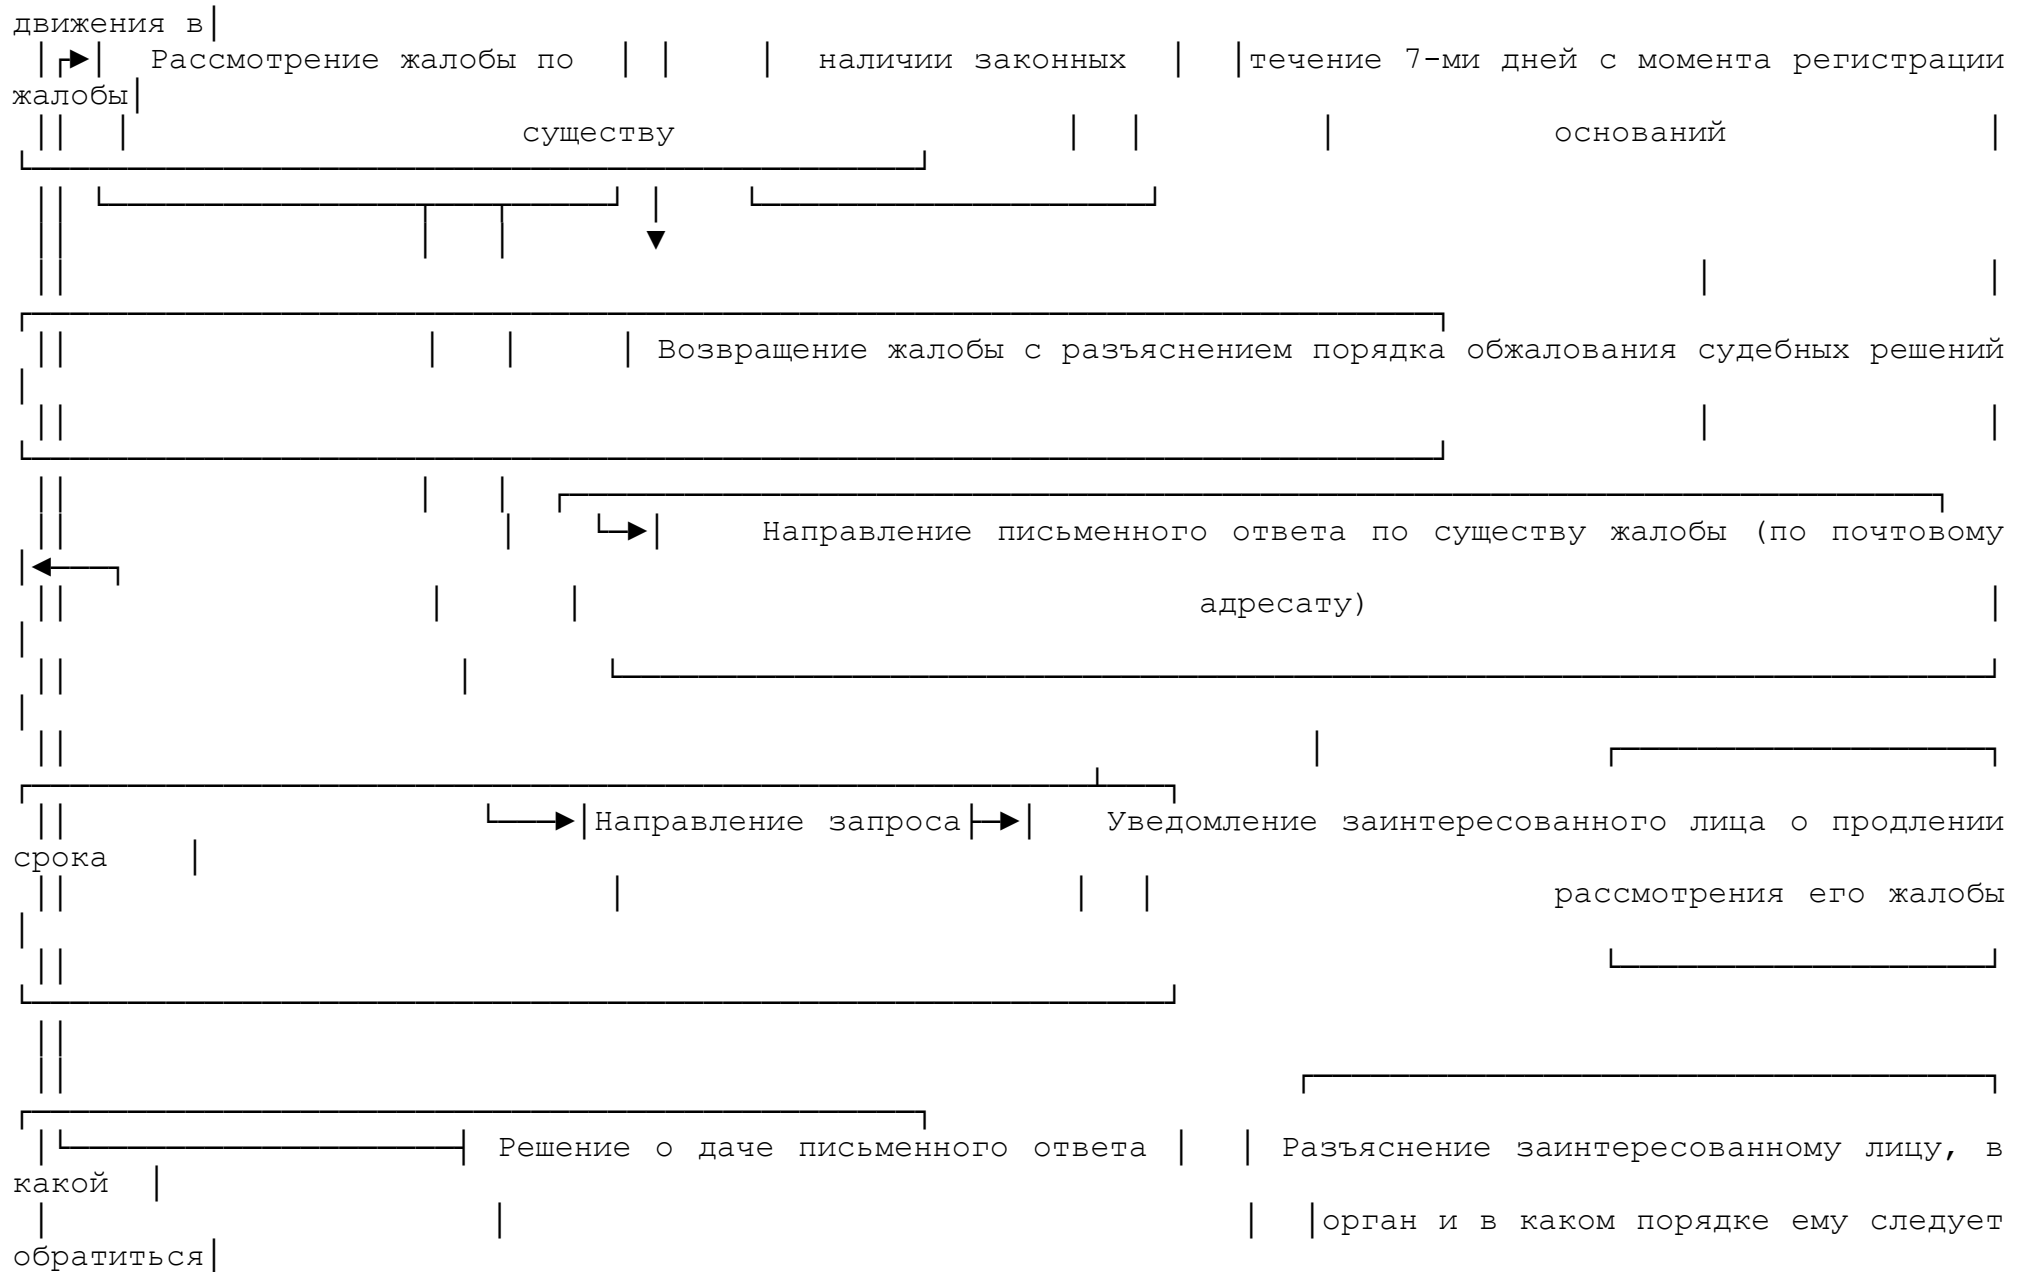 движения в
Рассмотрение жалобы по наличии законных течение 7-ми дней с момента регистрации
жалобы
существу оснований
Возвращение жалобы с разъяснением порядка обжалования судебных решений
Направление письменного ответа по существу жалобы (по почтовому
адресату)
Направление запроса Уведомление заинтересованного лица о продлении
срока
рассмотрения его жалобы
Решение о даче письменного ответа Разъяснение заинтересованному лицу, в
какой
орган и в каком порядке ему следует
обратиться